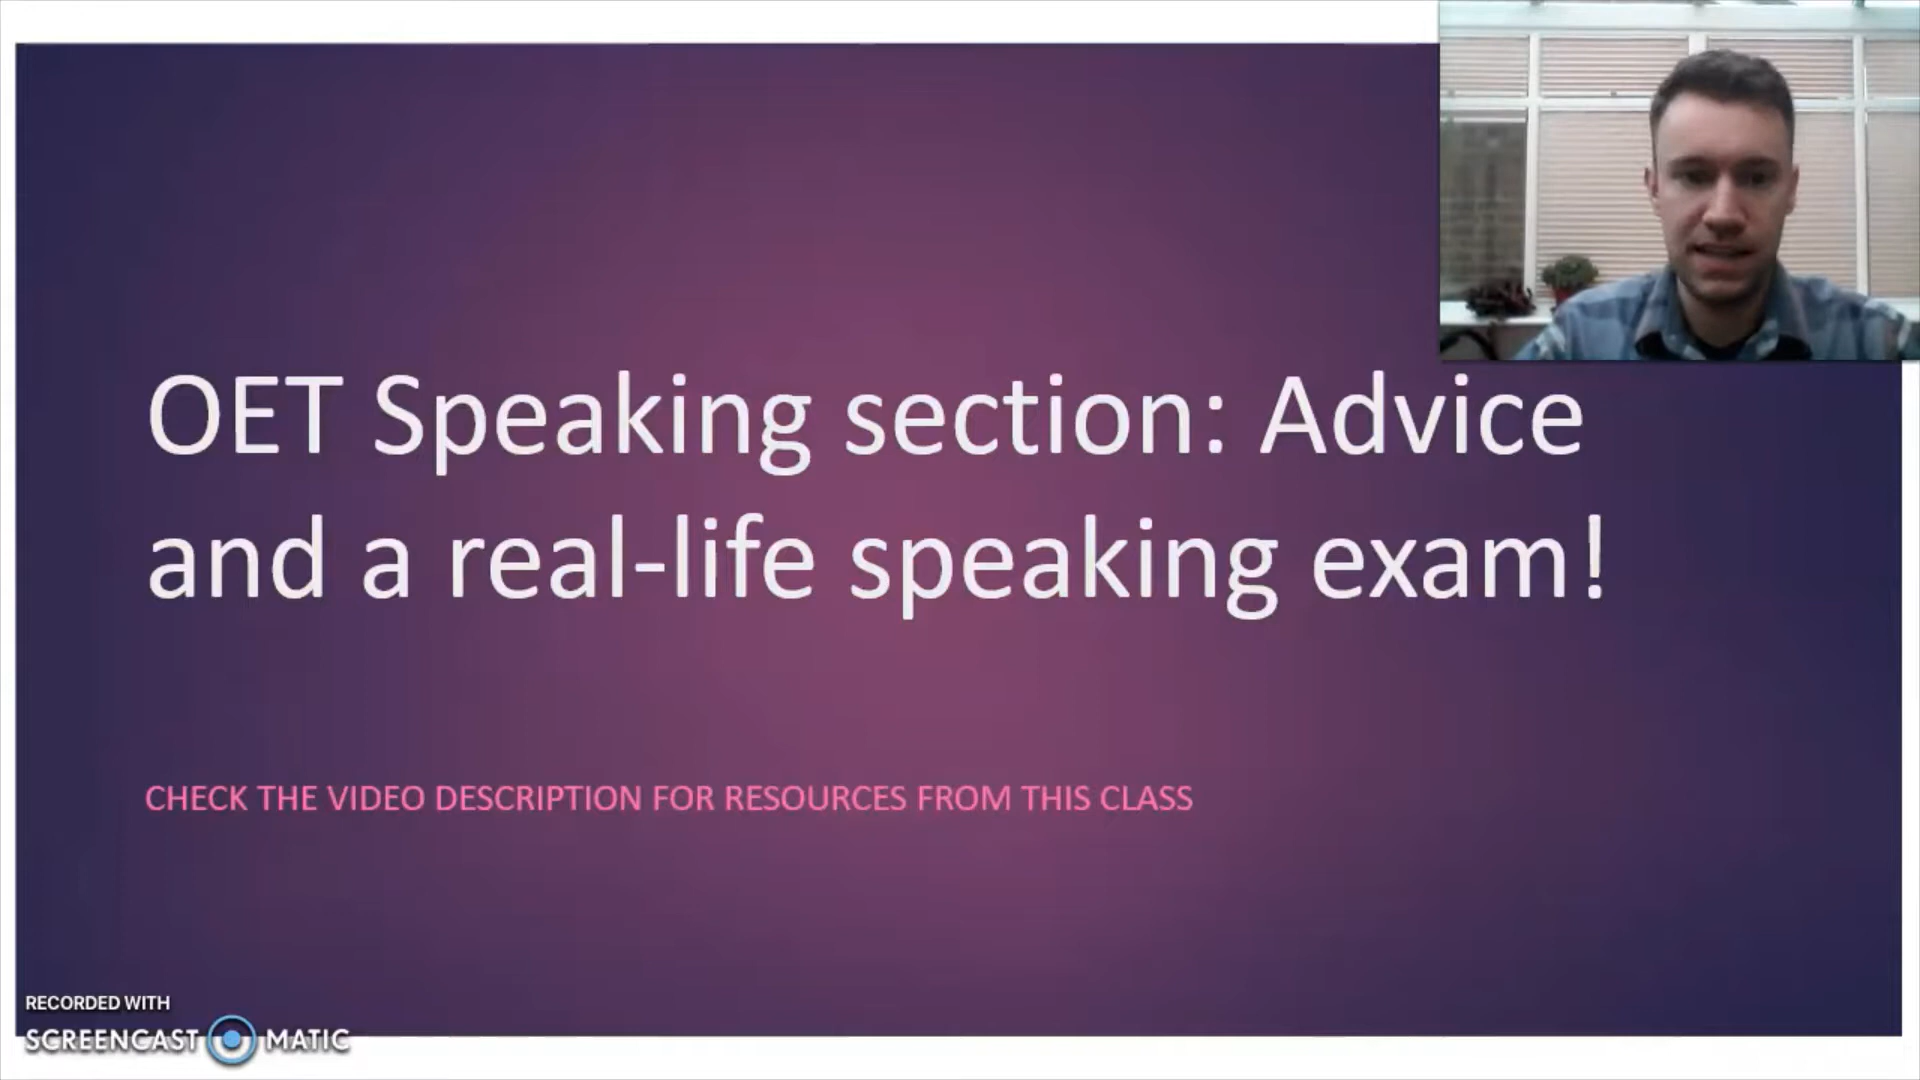 OET Speaking section: Advice
and a real-life speaking exam!
CHECK THE VIDEO DESCRIPTION FOR RESOURCES FROM THIS CLASS
RECORDED WITH
SCREENCAST MATIC